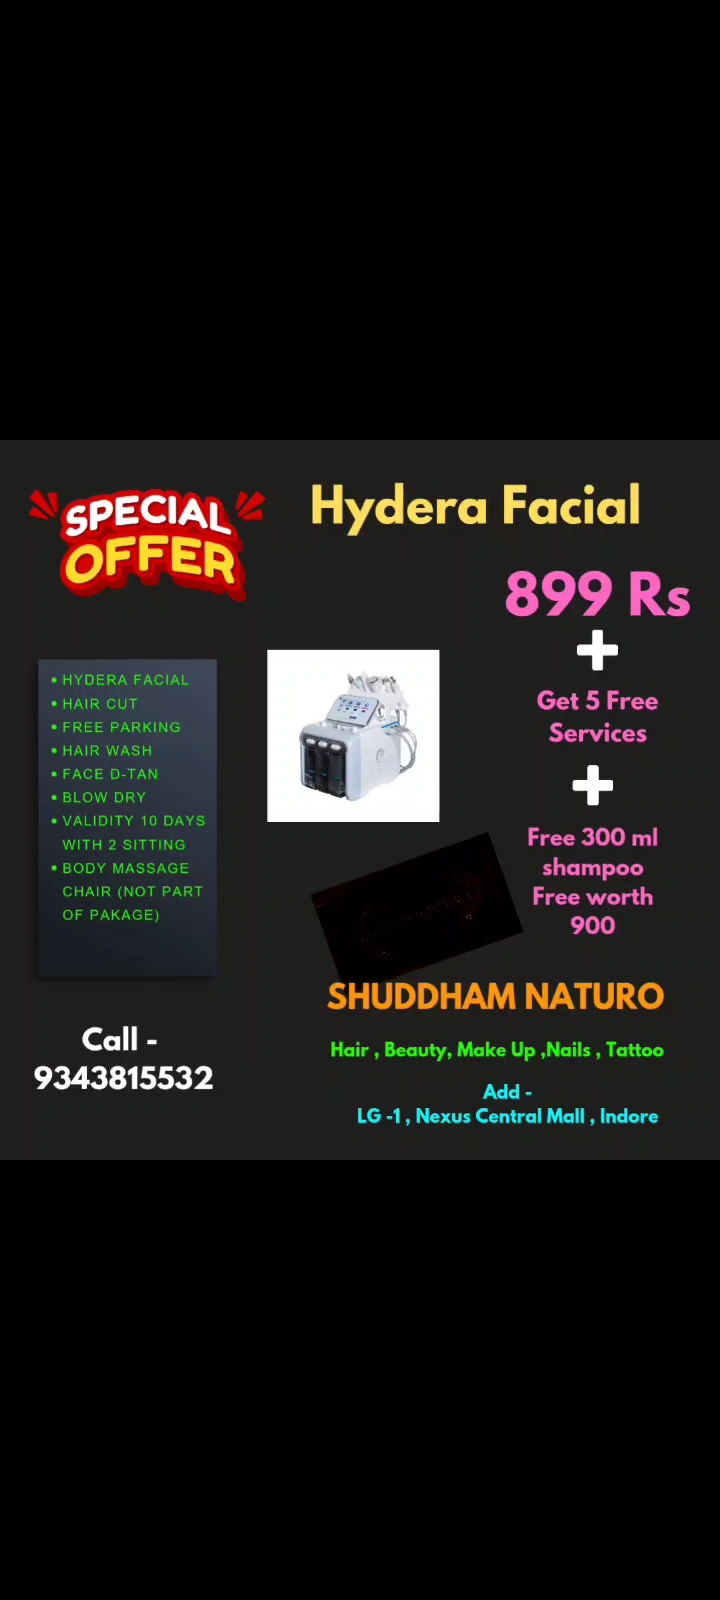 SPECIAL
OFFER
Hydera Facial
899 Rs
+
Get 5 Free
Services
+
Free 300 ml
shampoo
Free worth
900
• HYDERA FACIAL
• HAIR CUT
• FREE PARKING
• HAIR WASH
• FACE D-TAN
• BLOW DRY
• VALIDITY 10 DAYS
WITH 2 SITTING
• BODY MASSAGE
CHAIR (NOT PART
OF PAKAGE)
Call -
9343815532
SHUDDHAM NATURO
Hair , Beauty, Make Up ,Nails , Tattoo
Add -
LG -1 , Nexus Central Mall , Indore